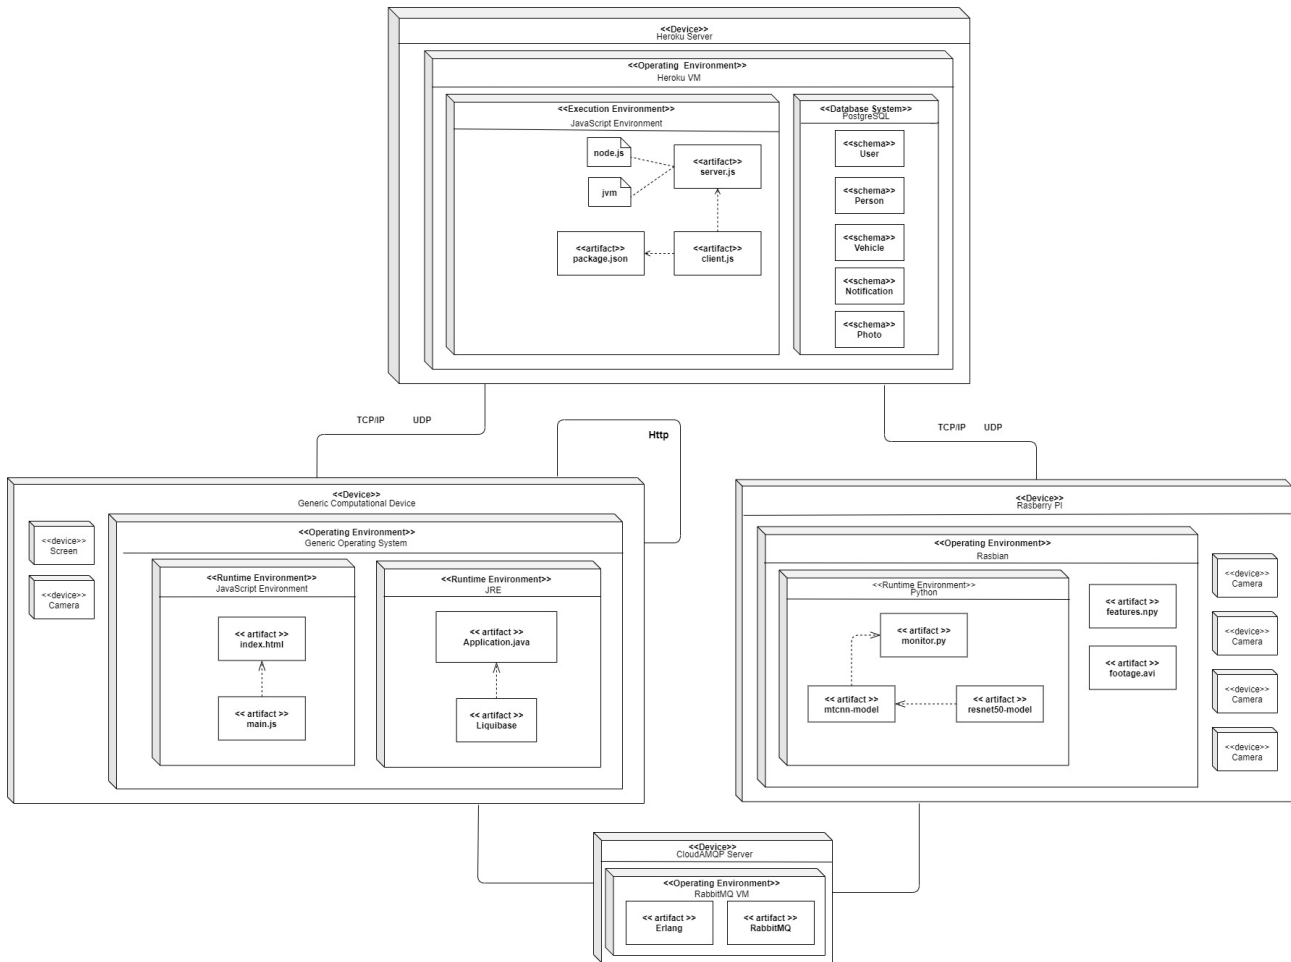 <<Device>>
Heroku Server
<<Operating  Environment>>
Heroku VM
<<Execution Environment>>
JavaScript Environment
node.js
jvm
<<artifact>>
server.js
<<artifact>>
package.json
<<artifact>>
client.js
<<Database System>>
PostgreSQL
<<schema>>
User
<<schema>>
Person
<<schema>>
Vehicle
<<schema>>
Notification
<<schema>>
Photo
TCP/IP UDP
Http
TCP/IP UDP
<<Device>>
Generic Computational Device
<<device>>
Screen
<<device>>
Camera
<<Operating Environment>>
Generic Operating System
<<Runtime Environment>>
JavaScript Environment
<< artifact >>
index.html
<< artifact >>
main.js
<<Runtime Environment>>
JRE
<< artifact >>
Application.java
<< artifact >>
Liquibase
<<Device>>
Rasberry PI
<<Operating Environment>>
Rasbian
<<Runtime Environment>>
Python
<< artifact >>
monitor.py
<< artifact >>
mtcnn-model
<< artifact >>
resnet50-model
<< artifact >>
features.npy
<< artifact >>
footage.avi
<<device>>
Camera
<<device>>
Camera
<<device>>
Camera
<<device>>
Camera
<<Device>>
CloudAMQP Server
<<Operating Environment>>
RabbitMQ VM
<< artifact >>
Erlang
<< artifact >>
RabbitMQ